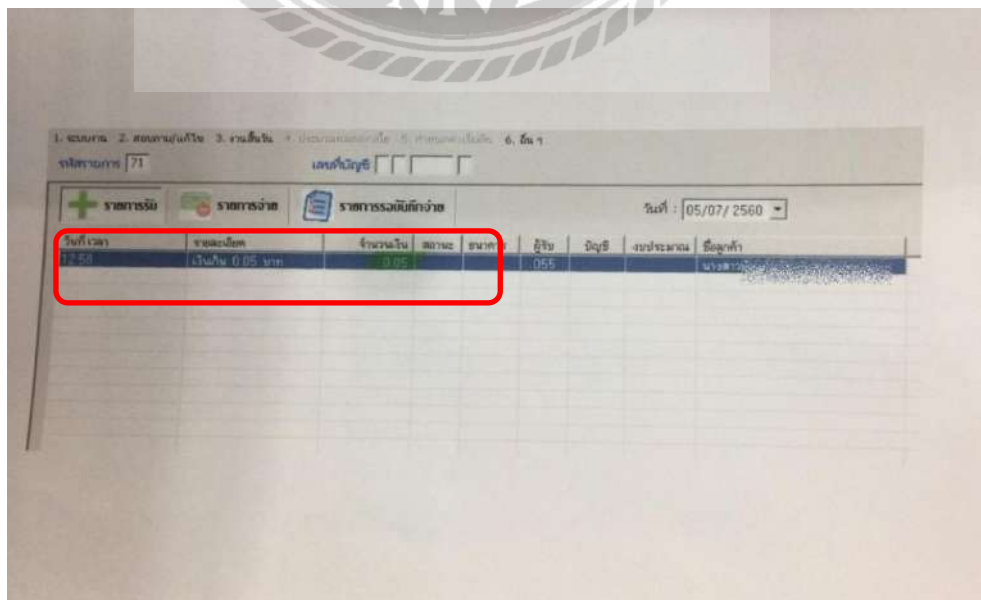 1. ระบบงาน 2. สอบถาม/แก้ไข 3. งานสิ้นวัน 6. อื่น ๆ
รหัสรายการ 71 เลขที่บัญชี
รายการรับ รายการจ่าย รายการรอบันทึกจ่าย วันที่ : 05/07/ 2560
วันที่ เวลา รายละเอียด จำนวนเงิน สถานะ ธนาคาร ผู้รับ บัญชี งบประมาณ ชื่อลูกค้า
12:58 เงินเกิน 0.05 บาท 0.05 055 นางสาว